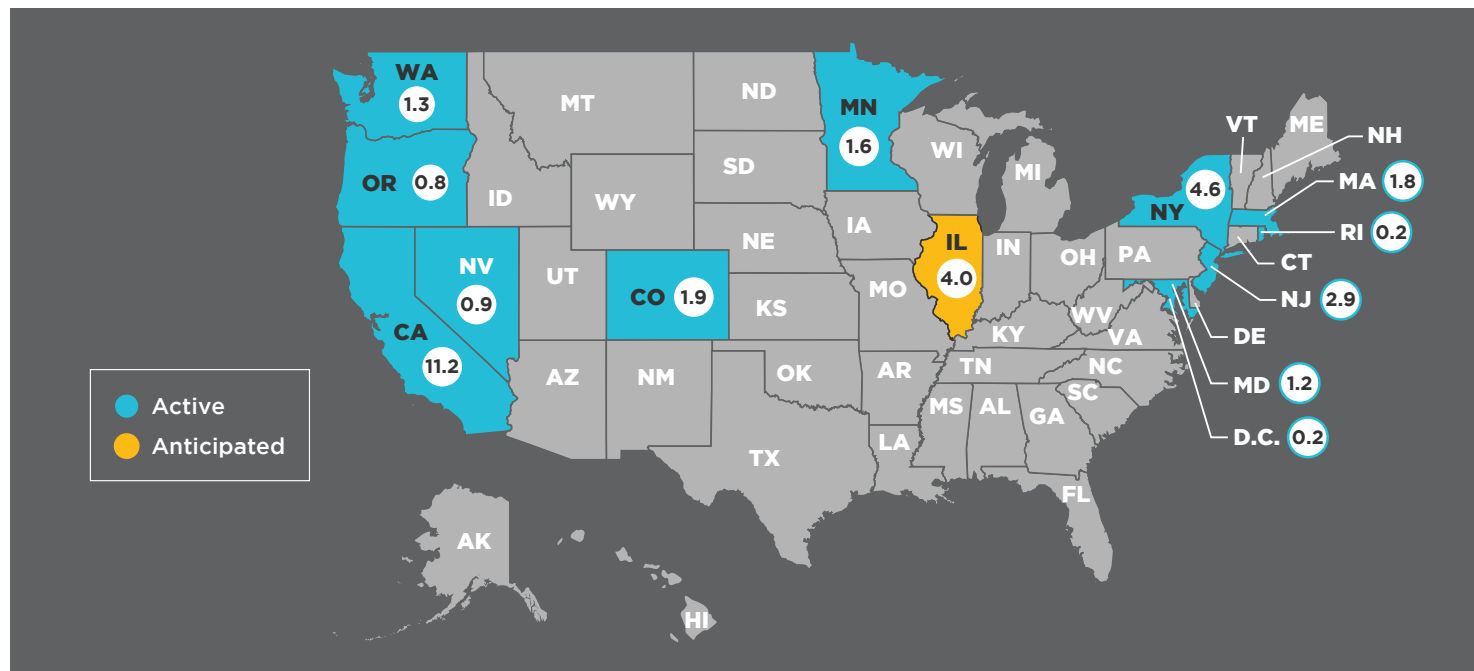 WA
1.3
OR 0.8
CA
11.2
NV
0.9
ID
MT
WY
UT
CO 1.9
AZ
NM
ND
SD
NE
KS
OK
TX
MN
1.6
IA
MO
AR
LA
WI
IL
4.0
MI
IN
OH
KY
TN
MS
AL
GA
FL
SC
NC
VA
WV
PA
NY
4.6
VT
ME
NH
MA 1.8
RI 0.2
CT
NJ 2.9
DE
MD 1.2
D.C. 0.2
AK
HI
Active
Anticipated